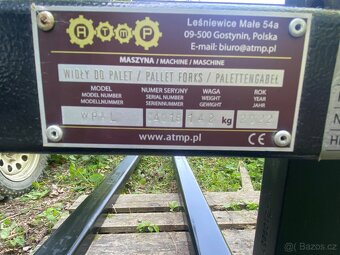 ATMP
Leśniewice Małe 54a
09-500 Gostynin, Polska
E-mail: biuro@atmp.pl
MASZYNA / MACHINE / MASCHINE
WIDŁY DO PALET / PALLET FORKS / PALETTENGABEL
MODEL
MODEL NUMBER
MODELLNUMMER
NUMER SERYJNY
SERIAL NUMBER
SERIENNUMMER
WAGA
WEIGHT
GEWICHT
ROK
YEAR
JAHR
kg
www.atmp.pl
CE
bazoš.cz